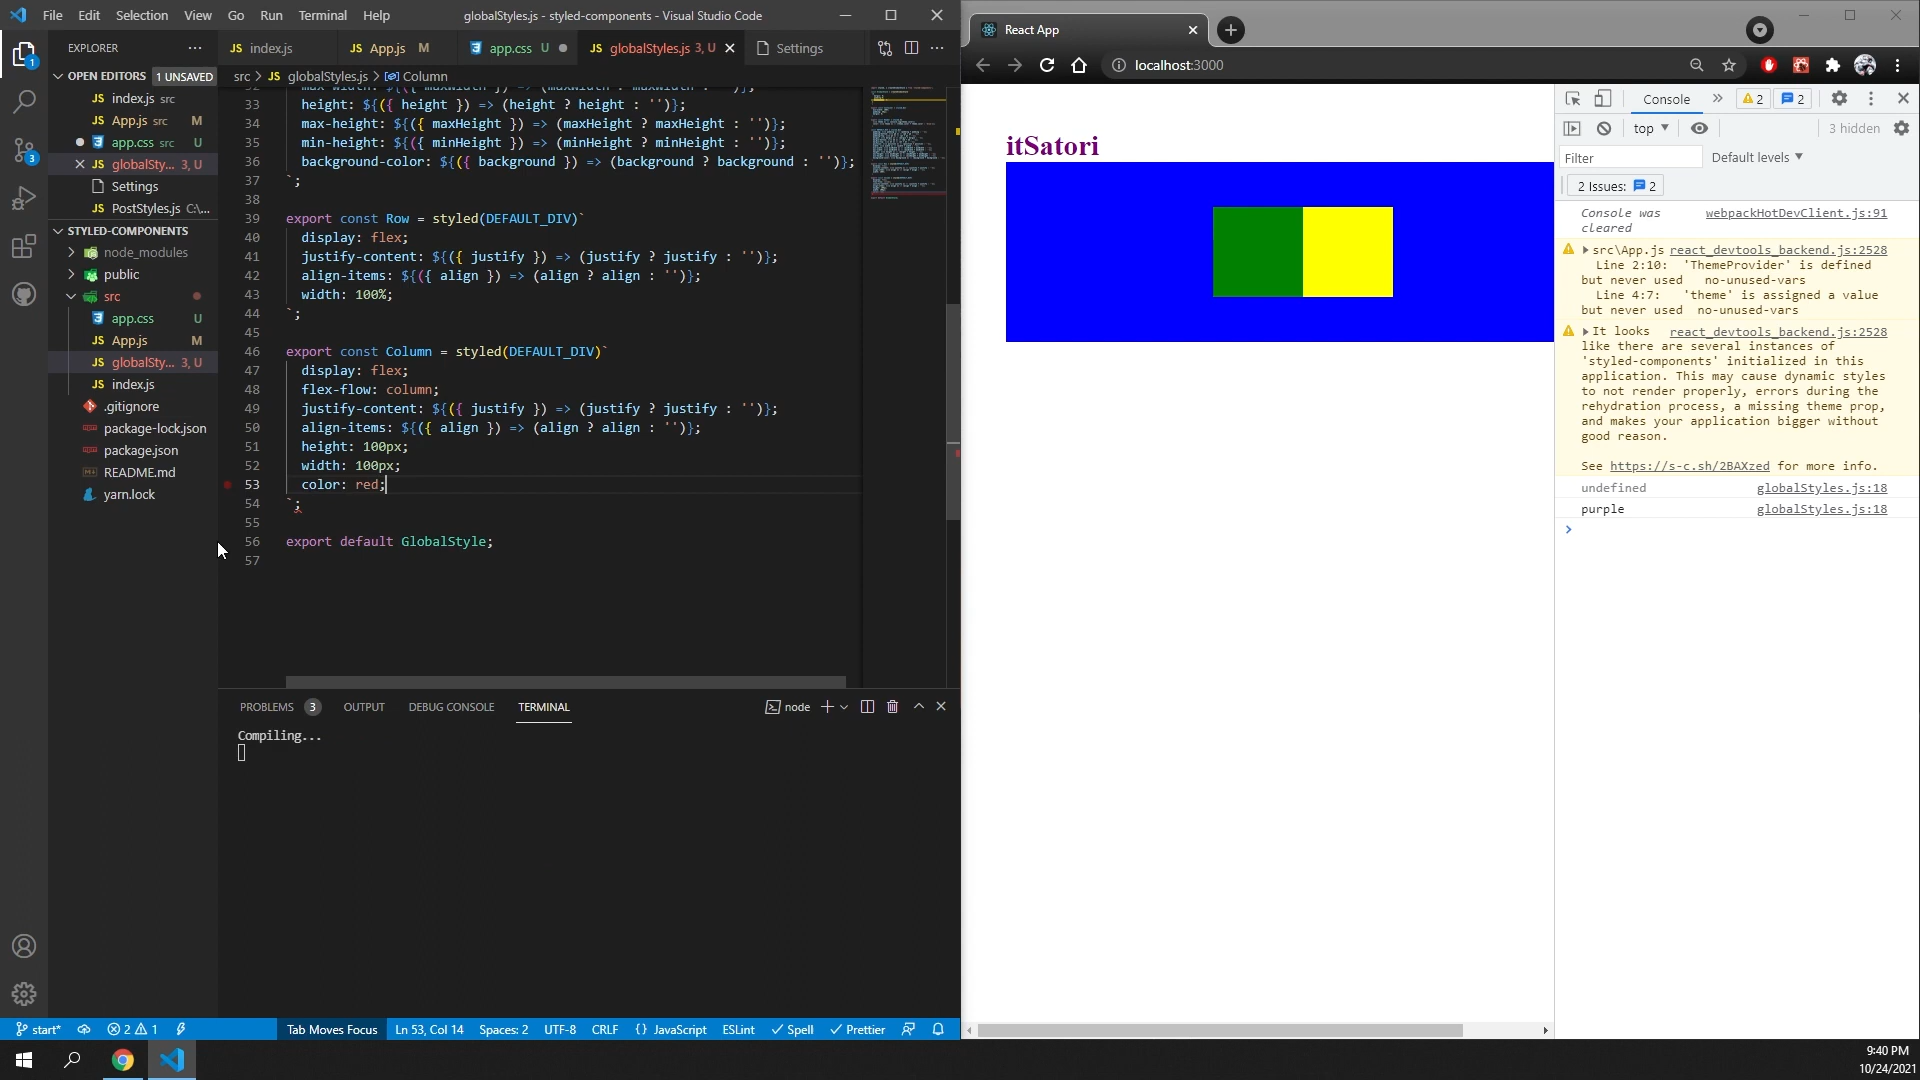 File Edit Selection View Go Run Terminal Help globalStyles.js - styled-components - Visual Studio Code
EXPLORER
OPEN EDITORS 1 UNSAVED
index.js src
App.js src M
app.css src U
globalSty... 3, U
Settings
PostStyles.js C:\...
STYLED-COMPONENTS
node_modules
public
src
app.css U
App.js M
globalSty... 3, U
index.js
.gitignore
package-lock.json
package.json
README.md
yarn.lock
JS index.js JS App.js M app.css U JS globalStyles.js 3, U Settings
src > JS globalStyles.js > Column
33 height: ${({ height }) => (height ? height : '')};
34 max-height: ${({ maxHeight }) => (maxHeight ? maxHeight : '')};
35 min-height: ${({ minHeight }) => (minHeight ? minHeight : '')};
36 background-color: ${({ background }) => (background ? background : '')};
37 `;
38
39 export const Row = styled(DEFAULT_DIV)`
40 display: flex;
41 justify-content: ${({ justify }) => (justify ? justify : '')};
42 align-items: ${({ align }) => (align ? align : '')};
43 width: 100%;
44 `;
45
46 export const Column = styled(DEFAULT_DIV)`
47 display: flex;
48 flex-flow: column;
49 justify-content: ${({ justify }) => (justify ? justify : '')};
50 align-items: ${({ align }) => (align ? align : '')};
51 height: 100px;
52 width: 100px;
53 color: red;
54 `;
55
56 export default GlobalStyle;
57
PROBLEMS 3 OUTPUT DEBUG CONSOLE TERMINAL node
Compiling...
start* 2 1 Tab Moves Focus Ln 53, Col 14 Spaces: 2 UTF-8 CRLF {} JavaScript ESLint Spell Prettier
React App
localhost:3000
itSatori
Console 2 2
top 3 hidden
Filter Default levels
2 Issues: 2
Console was webpackHotDevClient.js:91
cleared
src\App.js react_devtools_backend.js:2528
Line 2:10: 'ThemeProvider' is defined
but never used no-unused-vars
Line 4:7: 'theme' is assigned a value
but never used no-unused-vars
It looks react_devtools_backend.js:2528
like there are several instances of
'styled-components' initialized in this
application. This may cause dynamic styles
to not render properly, errors during the
rehydration process, a missing theme prop,
and makes your application bigger without
good reason.
See https://s-c.sh/2BAXzed for more info.
undefined globalStyles.js:18
purple globalStyles.js:18
9:40 PM
10/24/2021